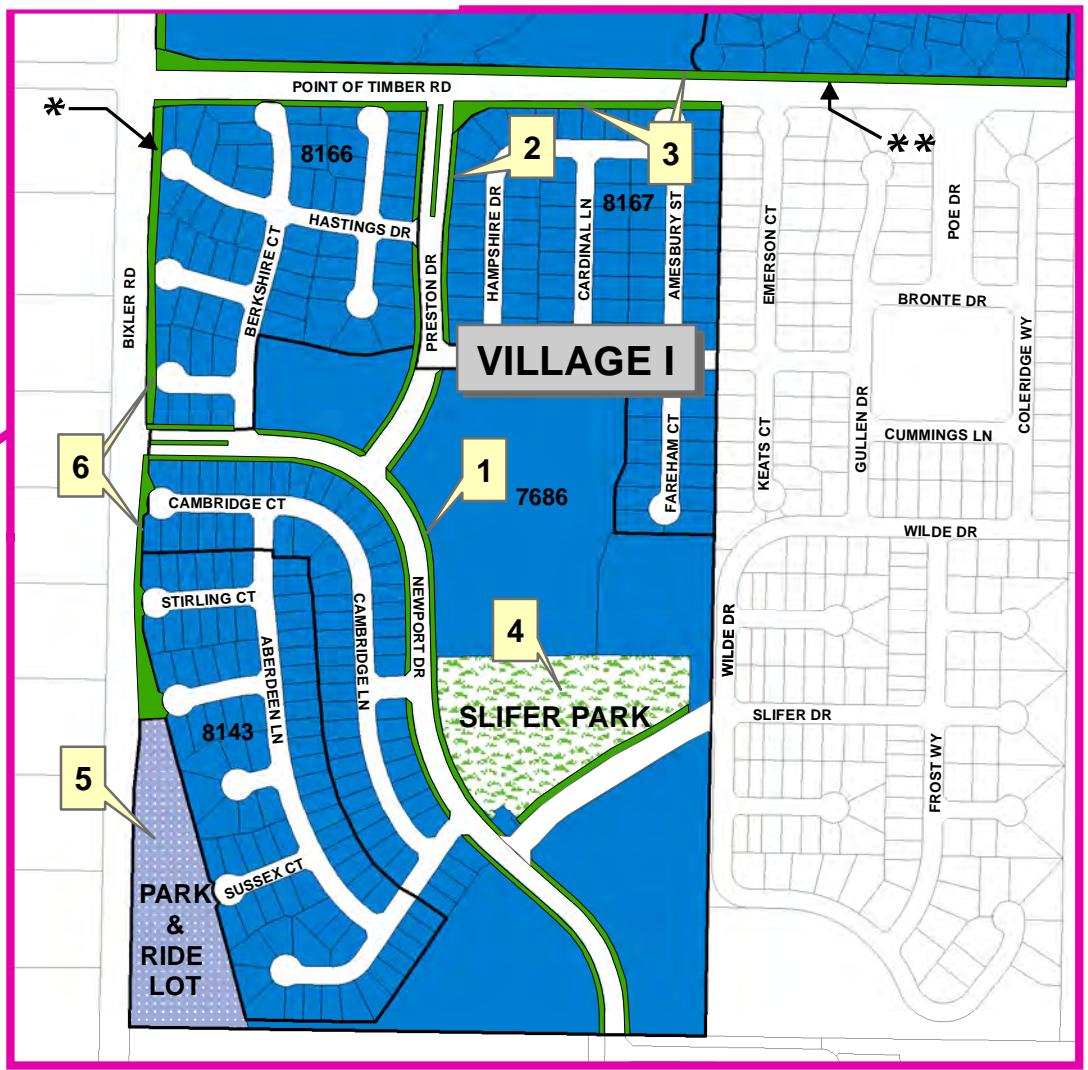 POINT OF TIMBER RD
*
**
8166
2
3
8167
HASTINGS DR
BERKSHIRE CT
BIXLER RD
PRESTON DR
HAMPSHIRE DR
CARDINAL LN
AMESBURY ST
EMERSON CT
POE DR
BRONTE DR
COLERIDGE WY
VILLAGE I
GULLEN DR
CUMMINGS LN
KEATS CT
FAREHAM CT
6
1
7686
CAMBRIDGE CT
WILDE DR
STIRLING CT
ABERDEEN LN
CAMBRIDGE LN
NEWPORT DR
4
WILDE DR
SLIFER PARK
SLIFER DR
8143
5
FROST WY
SUSSEX CT
PARK
&
RIDE
LOT